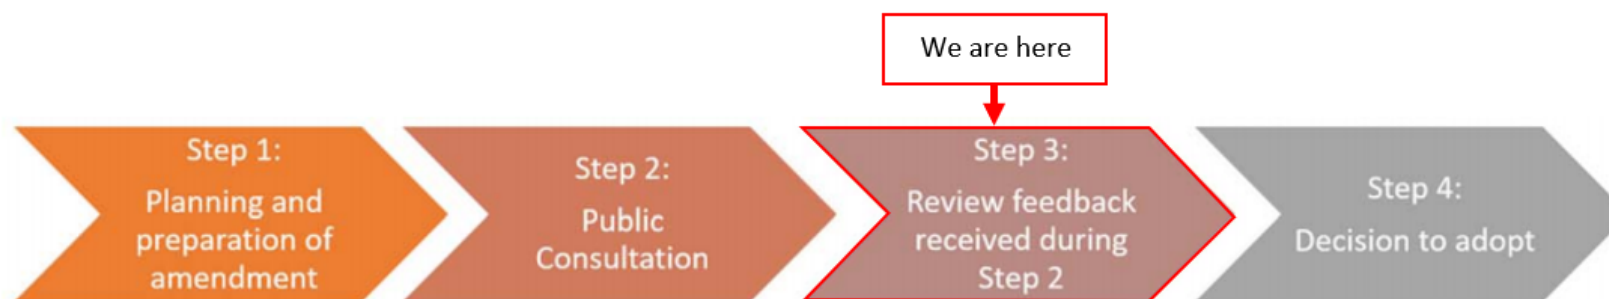 We are here
Step 1:
Planning and
preparation of
amendment
Step 2:
Public
Consultation
Step 3:
Review feedback
received during
Step 2
Step 4:
Decision to adopt